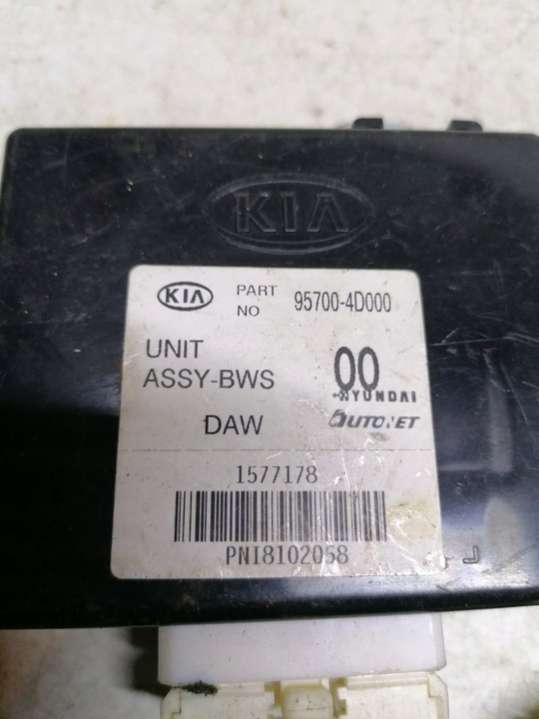 KIA
KIA PART NO 95700-4D000
UNIT
ASSY-BWS
00
HYUNDAI
DAW
AUTONET
1577178
PNI8102058